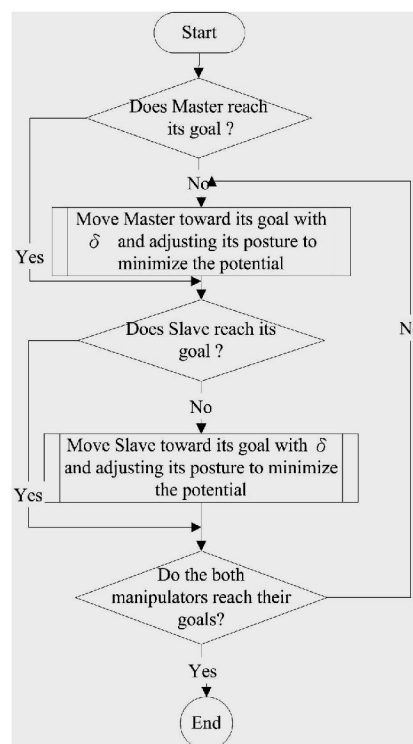 Start
Does Master reach
its goal ?
No
Move Master toward its goal with
δ and adjusting its posture to
minimize the potential
Yes
Does Slave reach its
goal ?
N
No
Move Slave toward its goal with δ
and adjusting its posture to minimize
the potential
Yes
Do the both
manipulators reach their
goals?
Yes
End